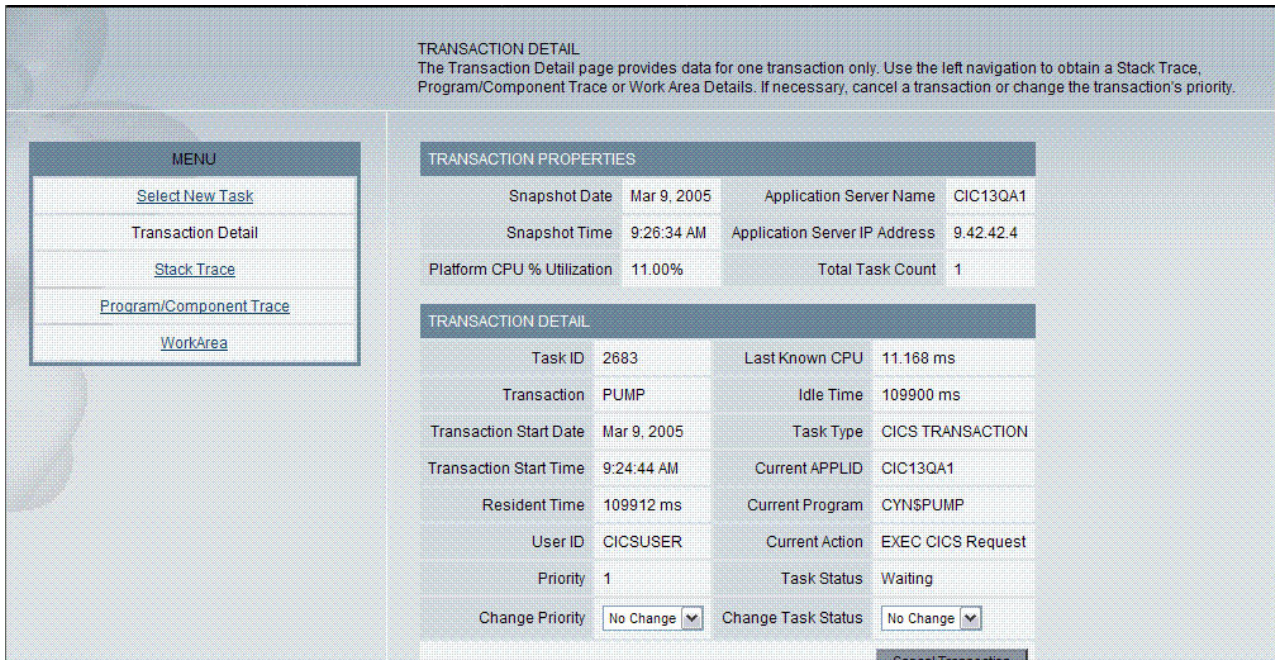 TRANSACTION DETAIL
The Transaction Detail page provides data for one transaction only. Use the left navigation to obtain a Stack Trace,
Program/Component Trace or Work Area Details. If necessary, cancel a transaction or change the transaction's priority.
MENU
Select New Task
Transaction Detail
Stack Trace
Program/Component Trace
WorkArea
TRANSACTION PROPERTIES
Snapshot Date Mar 9, 2005 Application Server Name CIC13QA1
Snapshot Time 9:26:34 AM Application Server IP Address 9.42.42.4
Platform CPU % Utilization 11.00% Total Task Count 1
TRANSACTION DETAIL
Task ID 2683 Last Known CPU 11.168 ms
Transaction PUMP Idle Time 109900 ms
Transaction Start Date Mar 9, 2005 Task Type CICS TRANSACTION
Transaction Start Time 9:24:44 AM Current APPLID CIC13QA1
Resident Time 109912 ms Current Program CYN$PUMP
User ID CICSUSER Current Action EXEC CICS Request
Priority 1 Task Status Waiting
Change Priority No Change Change Task Status No Change
Cancel Transaction